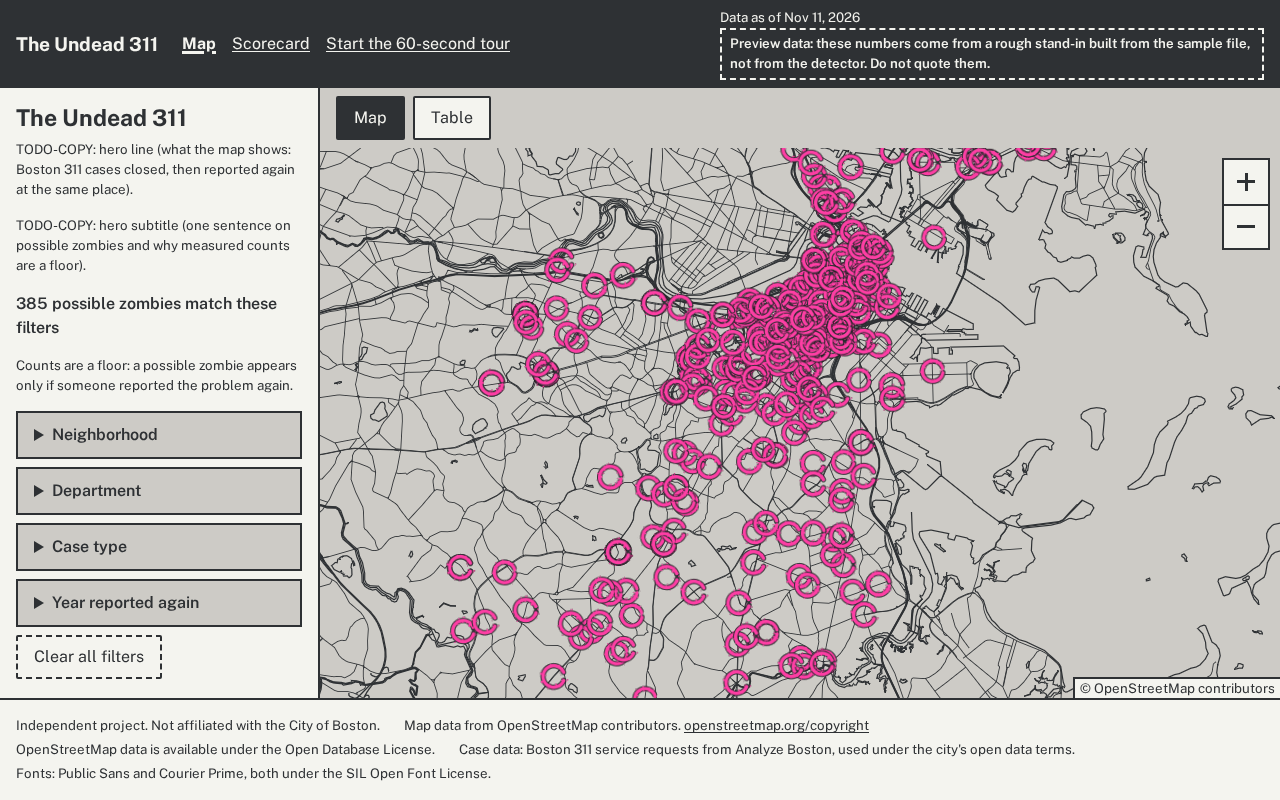 The Undead 311
Map
Scorecard
Start the 60-second tour
Data as of Nov 11, 2026
Preview data: these numbers come from a rough stand-in built from the sample file,
not from the detector. Do not quote them.
The Undead 311
TODO-COPY: hero line (what the map shows:
Boston 311 cases closed, then reported again
at the same place).
TODO-COPY: hero subtitle (one sentence on
possible zombies and why measured counts
are a floor).
385 possible zombies match these
filters
Counts are a floor: a possible zombie appears
only if someone reported the problem again.
Neighborhood
Department
Case type
Year reported again
Clear all filters
Map
Table
+
−
© OpenStreetMap contributors
Independent project. Not affiliated with the City of Boston.
Map data from OpenStreetMap contributors. openstreetmap.org/copyright
OpenStreetMap data is available under the Open Database License.
Case data: Boston 311 service requests from Analyze Boston, used under the city's open data terms.
Fonts: Public Sans and Courier Prime, both under the SIL Open Font License.